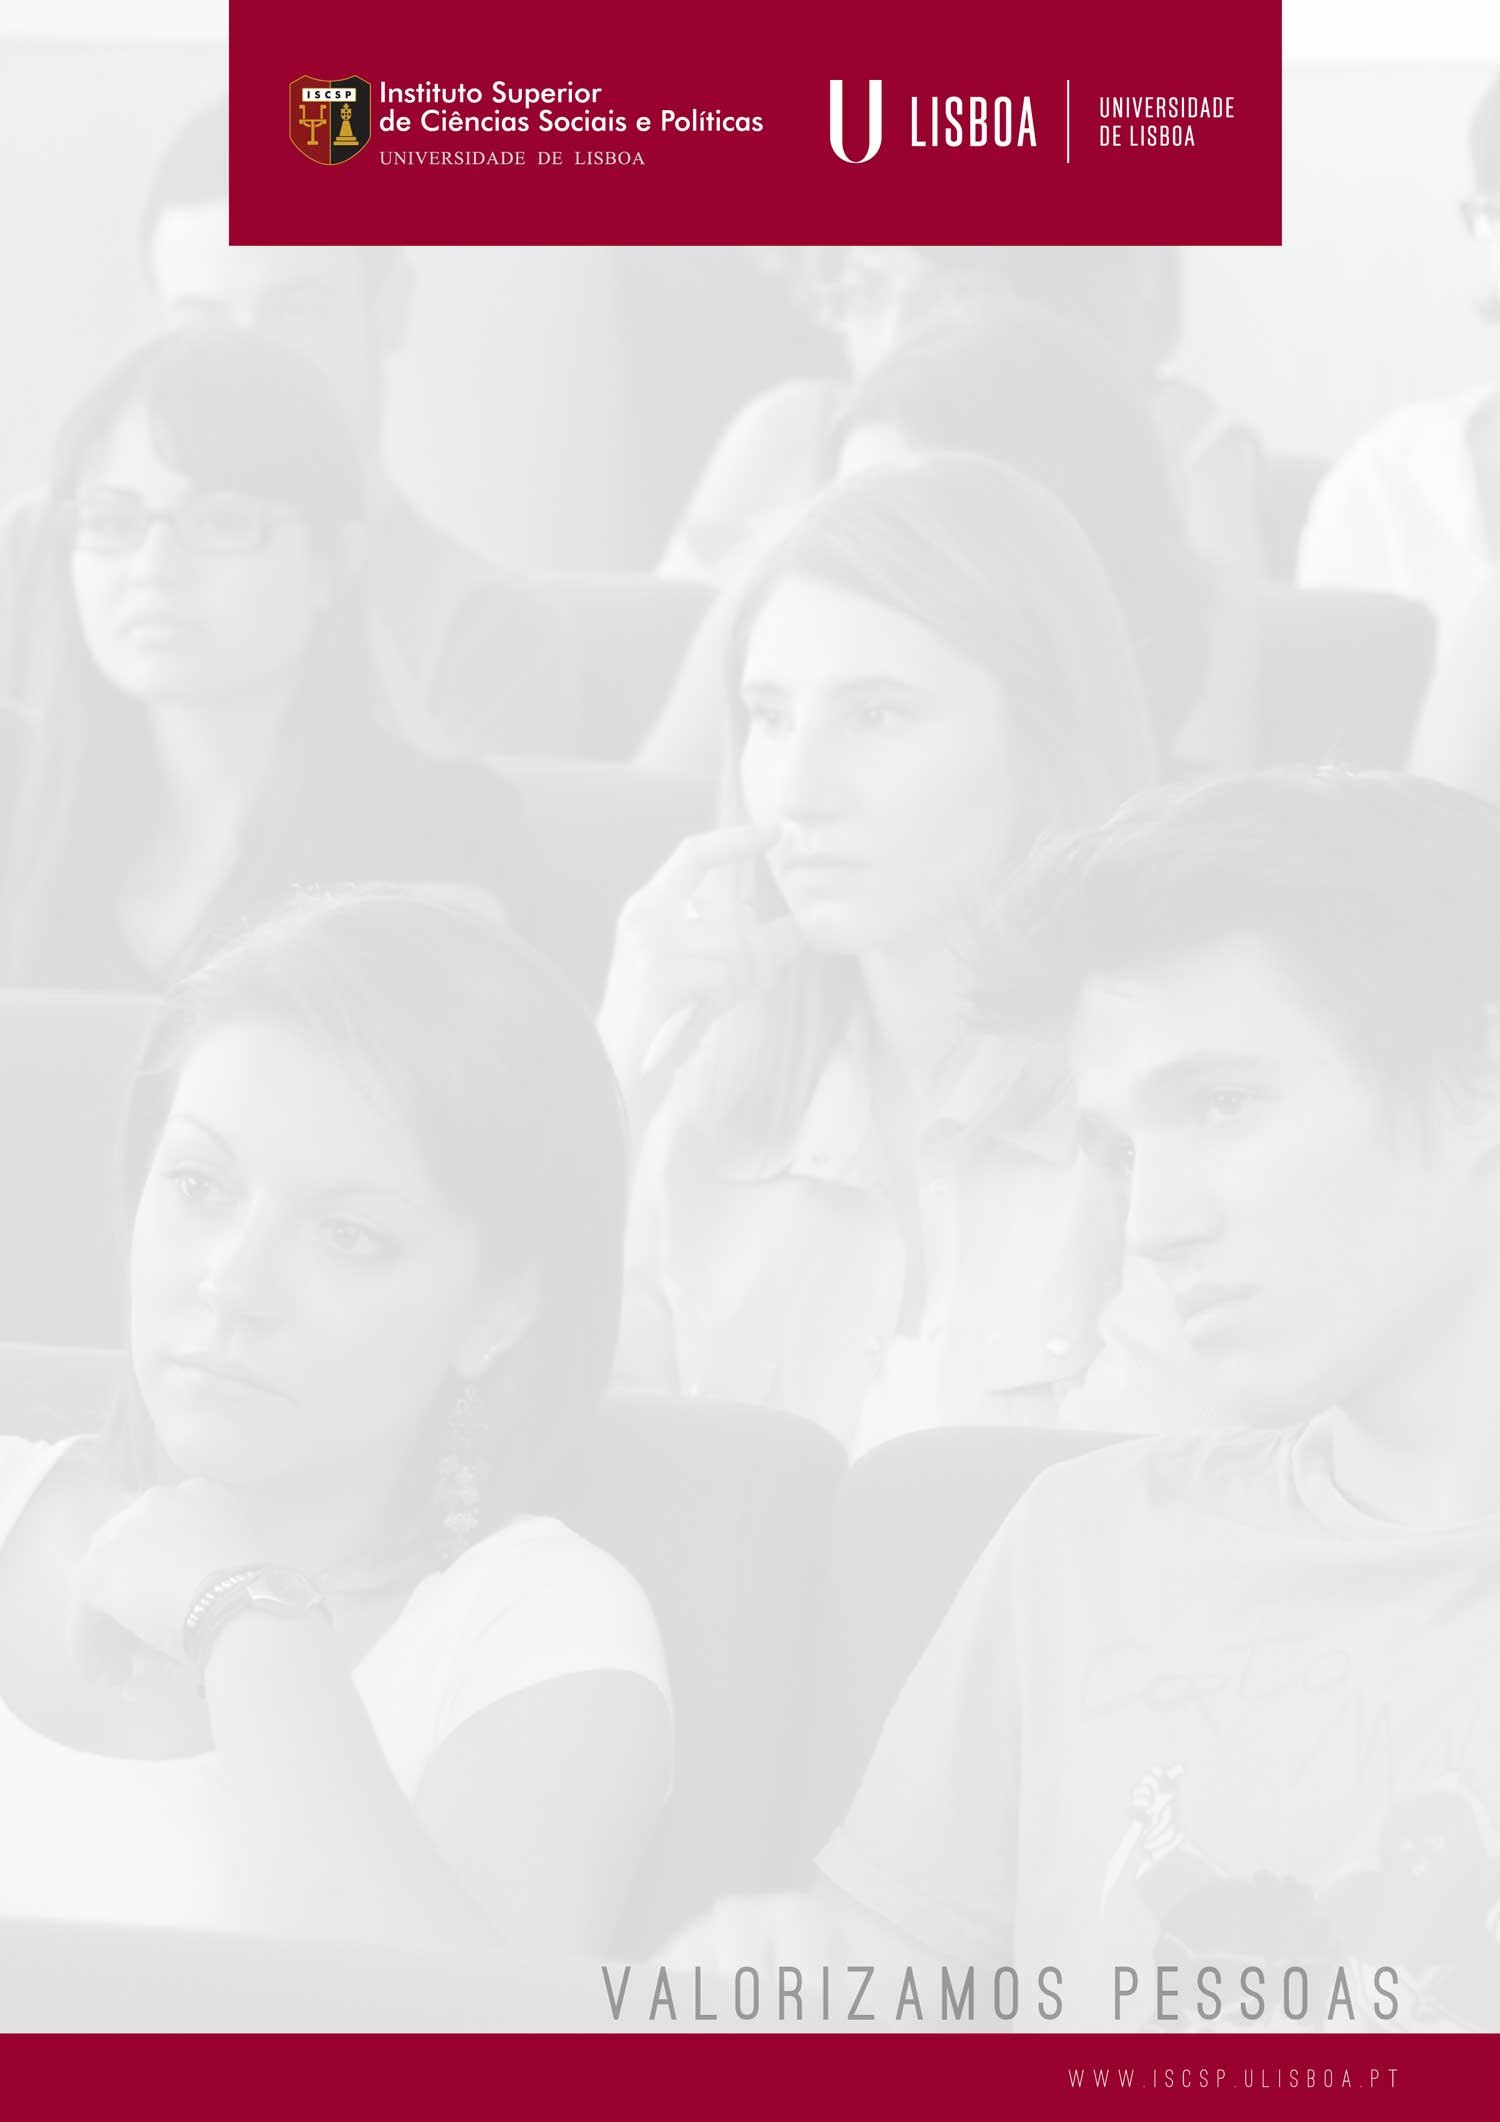 ISCSP
Instituto Superior
de Ciências Sociais e Políticas
UNIVERSIDADE DE LISBOA
U LISBOA
UNIVERSIDADE
DE LISBOA
VALORIZAMOS PESSOAS
WWW.ISCSP.ULISBOA.PT